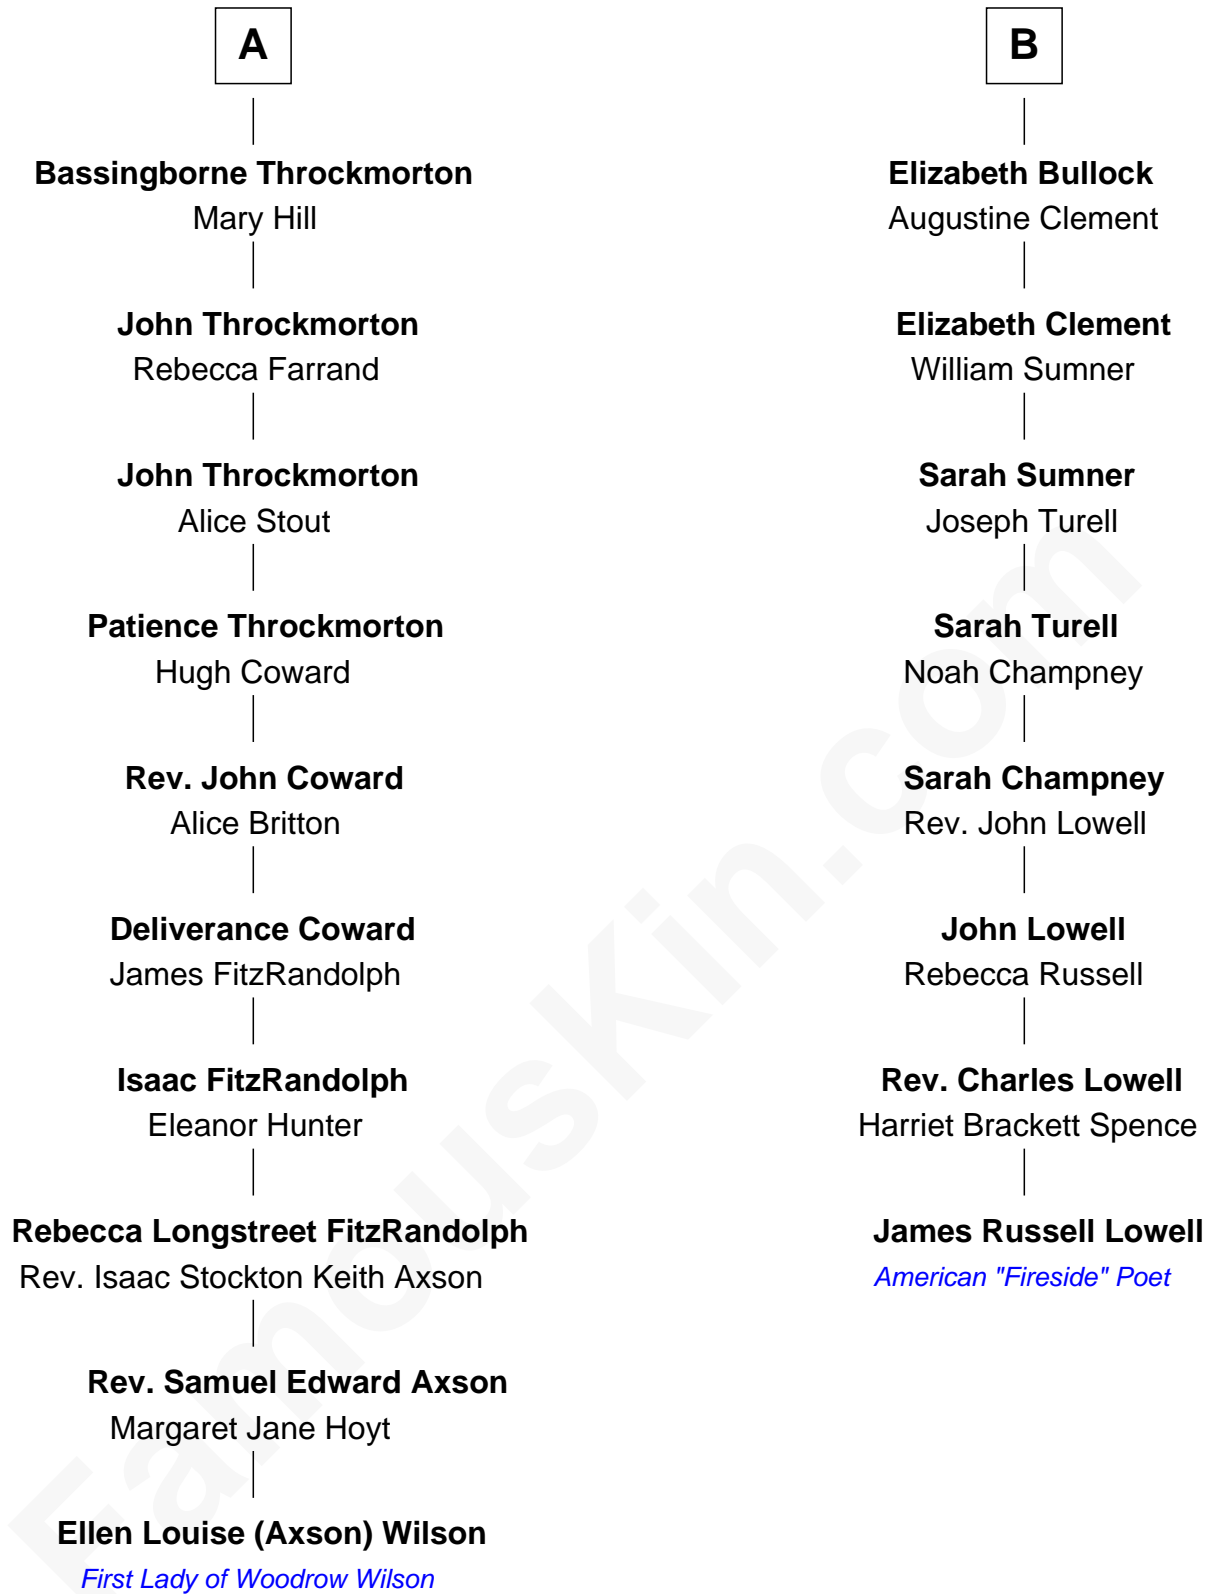 A
Bassingborne Throckmorton
Mary Hill
John Throckmorton
Rebecca Farrand
John Throckmorton
Alice Stout
Patience Throckmorton
Hugh Coward
Rev. John Coward
Alice Britton
Deliverance Coward
James FitzRandolph
Isaac FitzRandolph
Eleanor Hunter
Rebecca Longstreet FitzRandolph
Rev. Isaac Stockton Keith Axson
Rev. Samuel Edward Axson
Margaret Jane Hoyt
Ellen Louise (Axson) Wilson
First Lady of Woodrow Wilson
B
Elizabeth Bullock
Augustine Clement
Elizabeth Clement
William Sumner
Sarah Sumner
Joseph Turell
Sarah Turell
Noah Champney
Sarah Champney
Rev. John Lowell
John Lowell
Rebecca Russell
Rev. Charles Lowell
Harriet Brackett Spence
James Russell Lowell
American "Fireside" Poet
FamousKin.com